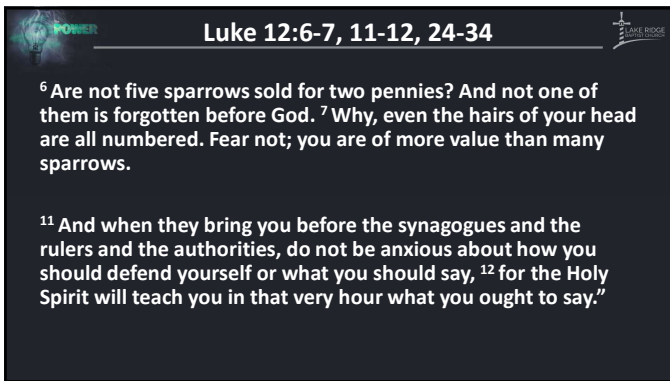 POWER
Luke 12:6-7, 11-12, 24-34
LAKE RIDGE
BAPTIST CHURCH
6 Are not five sparrows sold for two pennies? And not one of
them is forgotten before God. 7 Why, even the hairs of your head
are all numbered. Fear not; you are of more value than many
sparrows.
11 And when they bring you before the synagogues and the
rulers and the authorities, do not be anxious about how you
should defend yourself or what you should say, 12 for the Holy
Spirit will teach you in that very hour what you ought to say.”